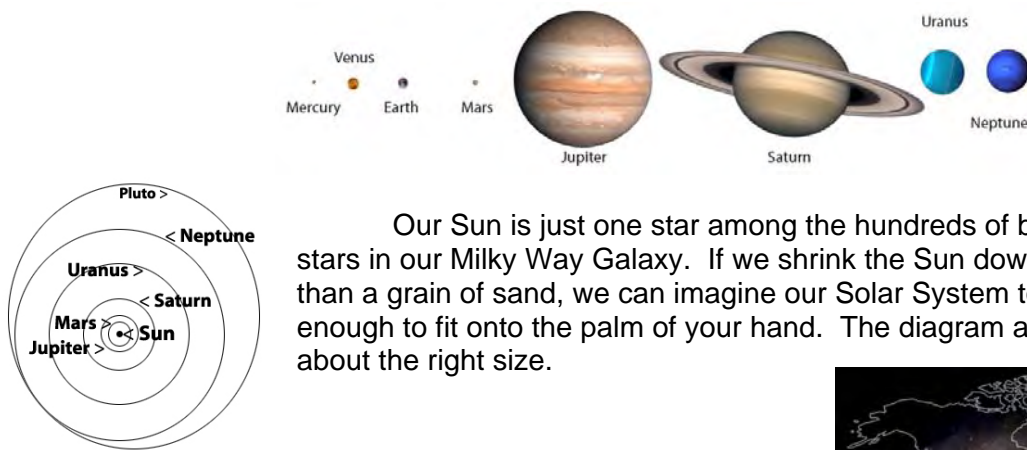 Uranus
Venus
Mercury
Earth
Mars
Neptune
Jupiter
Saturn
Pluto >
< Neptune
Uranus >
< Saturn
Mars >
< Sun
Jupiter >
Our Sun is just one star among the hundreds of b
stars in our Milky Way Galaxy. If we shrink the Sun dow
than a grain of sand, we can imagine our Solar System t
enough to fit onto the palm of your hand. The diagram a
about the right size.